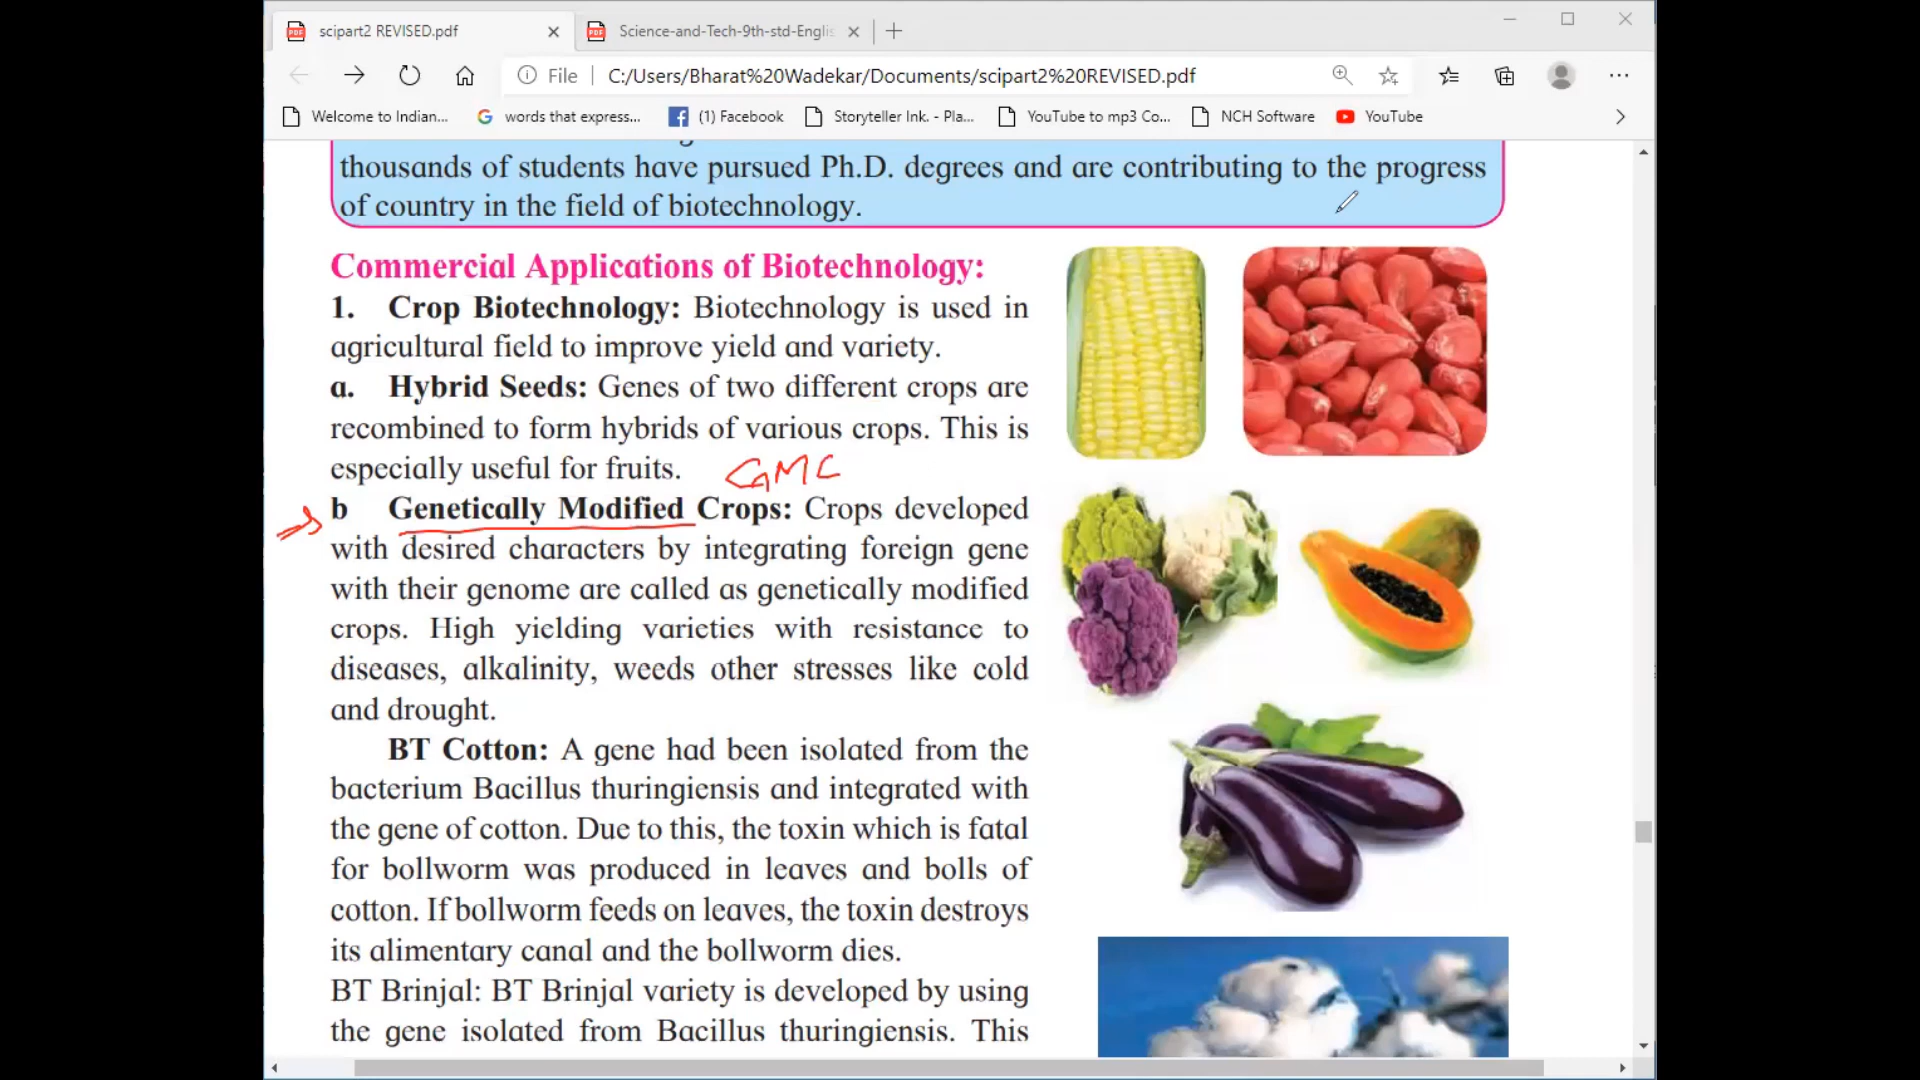 scipart2 REVISED.pdf
Science-and-Tech-9th-std-Englis
File
C:/Users/Bharat%20Wadekar/Documents/scipart2%20REVISED.pdf
Welcome to Indian...
words that express...
(1) Facebook
Storyteller Ink. - Pla...
YouTube to mp3 Co...
NCH Software
YouTube
thousands of students have pursued Ph.D. degrees and are contributing to the progress
of country in the field of biotechnology.
Commercial Applications of Biotechnology:
1. Crop Biotechnology: Biotechnology is used in
agricultural field to improve yield and variety.
a. Hybrid Seeds: Genes of two different crops are
recombined to form hybrids of various crops. This is
especially useful for fruits.
GMC
b Genetically Modified Crops: Crops developed
with desired characters by integrating foreign gene
with their genome are called as genetically modified
crops. High yielding varieties with resistance to
diseases, alkalinity, weeds other stresses like cold
and drought.
BT Cotton: A gene had been isolated from the
bacterium Bacillus thuringiensis and integrated with
the gene of cotton. Due to this, the toxin which is fatal
for bollworm was produced in leaves and bolls of
cotton. If bollworm feeds on leaves, the toxin destroys
its alimentary canal and the bollworm dies.
BT Brinjal: BT Brinjal variety is developed by using
the gene isolated from Bacillus thuringiensis. This